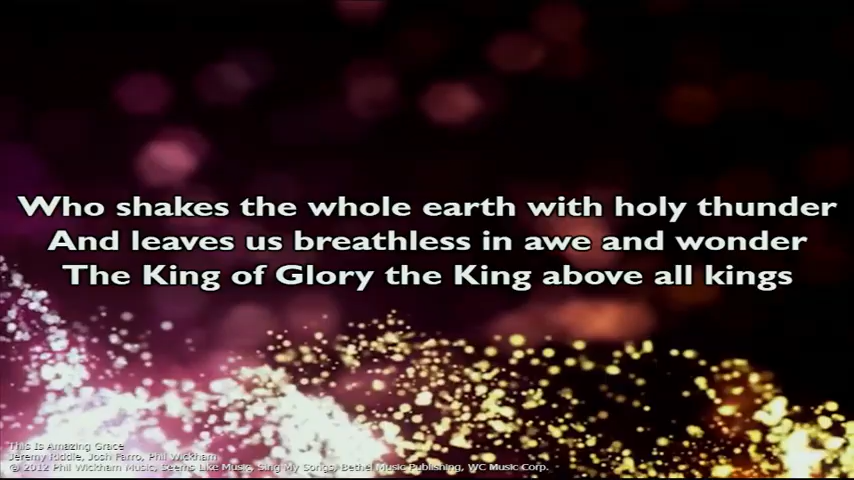 Who shakes the whole earth with holy thunder
And leaves us breathless in awe and wonder
The King of Glory the King above all kings
This Is Amazing Grace
Jeremy Riddle, Josh Farro, Phil Wickham
© 2012 Phil Wickham Music, Seems Like Music, Sing My Songs, Bethel Music Publishing, WC Music Corp.